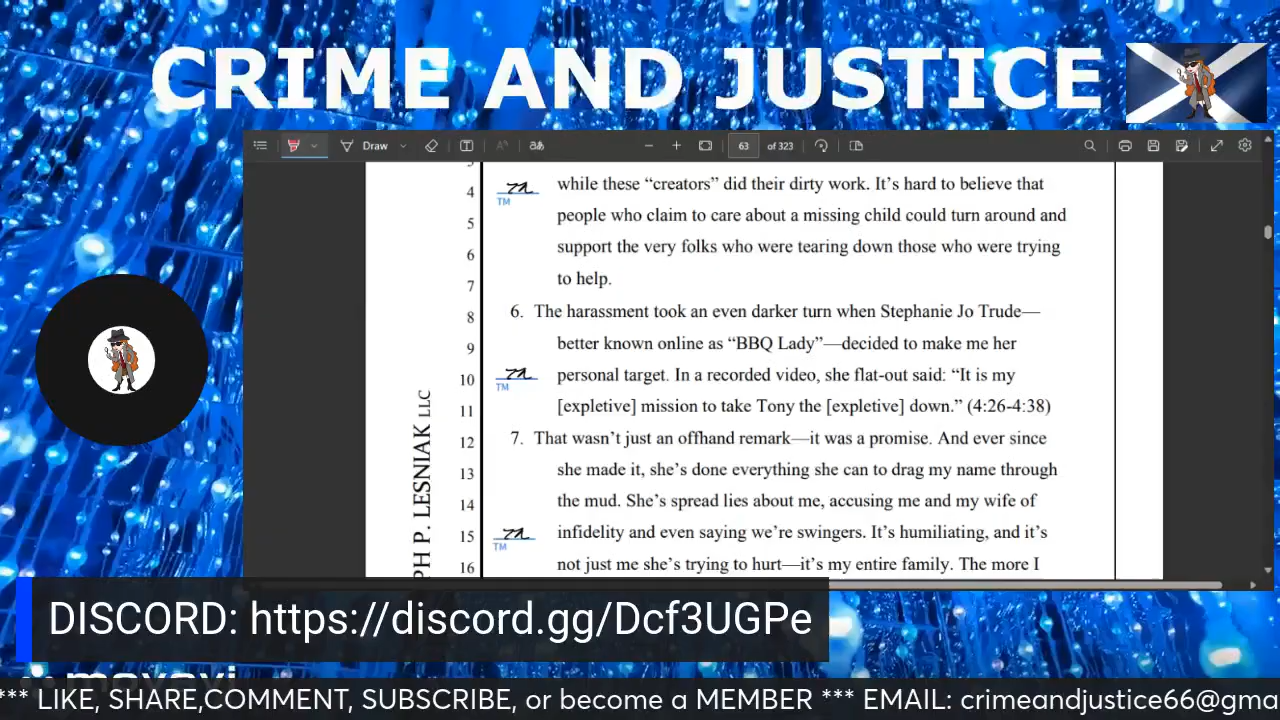 CRIME AND JUSTICE
Draw
aあ
63 of 323
4 while these “creators” did their dirty work. It’s hard to believe that
TM
5 people who claim to care about a missing child could turn around and
6 support the very folks who were tearing down those who were trying
7 to help.
8 6. The harassment took an even darker turn when Stephanie Jo Trude—
9 better known online as “BBQ Lady”—decided to make me her
10 personal target. In a recorded video, she flat-out said: “It is my
TM
11 [expletive] mission to take Tony the [expletive] down.” (4:26-4:38)
12 7. That wasn’t just an offhand remark—it was a promise. And ever since
13 she made it, she’s done everything she can to drag my name through
14 the mud. She’s spread lies about me, accusing me and my wife of
15 infidelity and even saying we’re swingers. It’s humiliating, and it’s
TM
16 not just me she’s trying to hurt—it’s my entire family. The more I
PH P. LESNIAK LLC
DISCORD: https://discord.gg/Dcf3UGPe
*** LIKE, SHARE,COMMENT, SUBSCRIBE, or become a MEMBER *** EMAIL: crimeandjustice66@gma